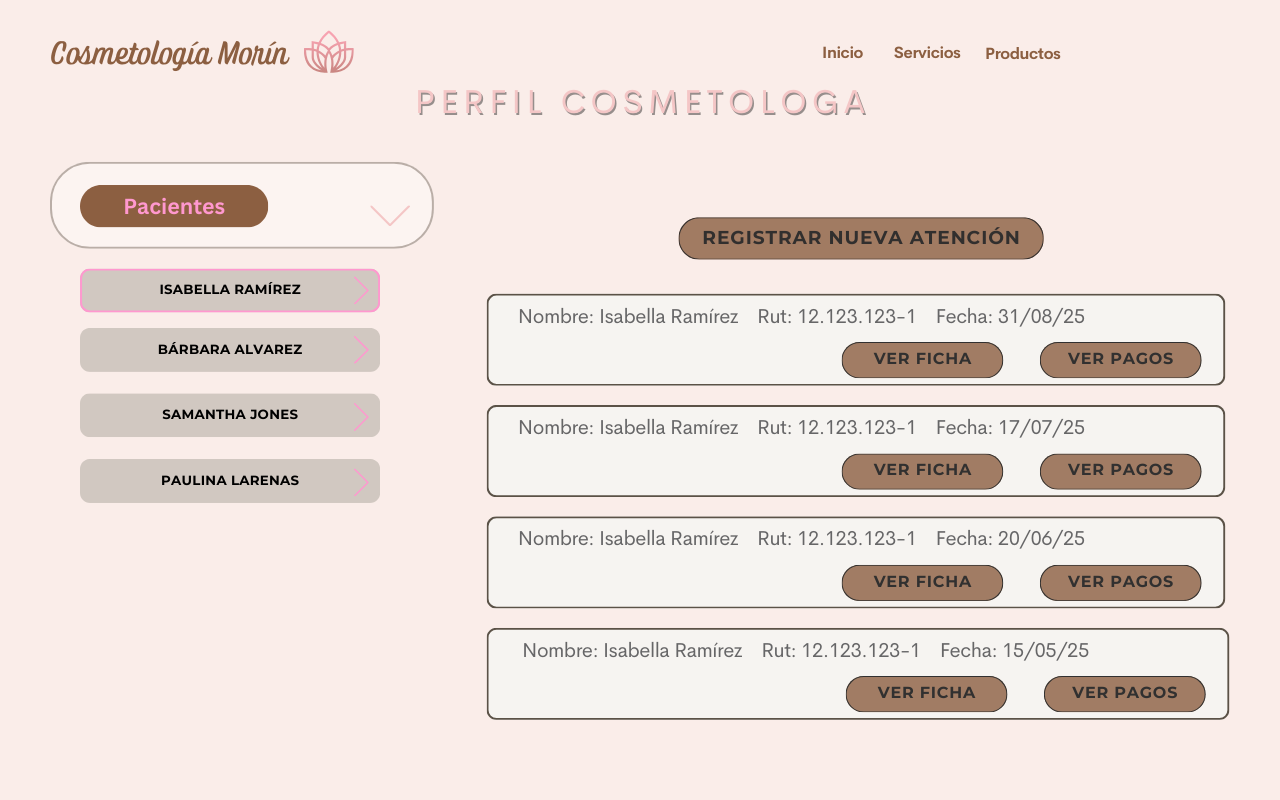 Cosmetología Morín
Inicio Servicios Productos
PERFIL COSMETOLOGA
Pacientes
ISABELLA RAMÍREZ
BÁRBARA ALVAREZ
SAMANTHA JONES
PAULINA LARENAS
REGISTRAR NUEVA ATENCIÓN
Nombre: Isabella Ramírez Rut: 12.123.123-1 Fecha: 31/08/25
VER FICHA VER PAGOS
Nombre: Isabella Ramírez Rut: 12.123.123-1 Fecha: 17/07/25
VER FICHA VER PAGOS
Nombre: Isabella Ramírez Rut: 12.123.123-1 Fecha: 20/06/25
VER FICHA VER PAGOS
Nombre: Isabella Ramírez Rut: 12.123.123-1 Fecha: 15/05/25
VER FICHA VER PAGOS